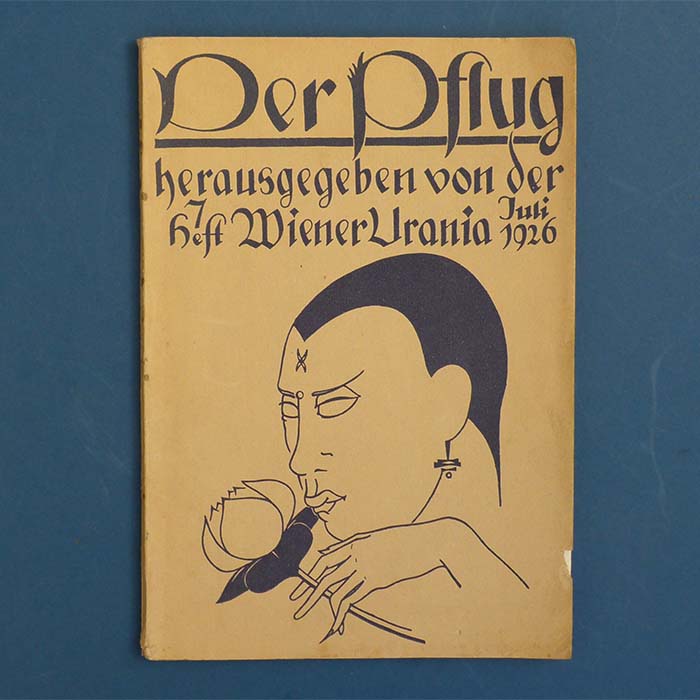 Der Pflug
herausgegeben von der
7 Heft Wiener Urania Juli 1926